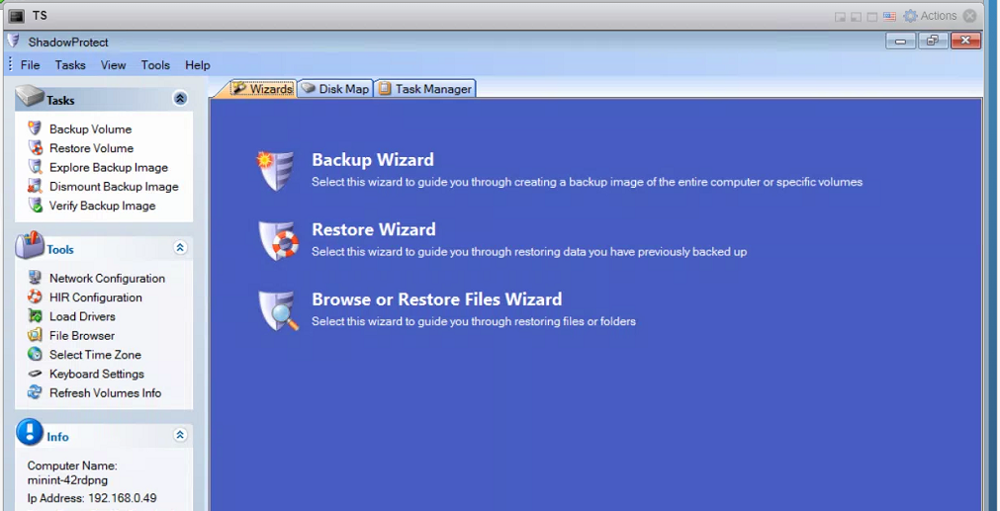 TS
Actions
ShadowProtect
File Tasks View Tools Help
Tasks
Backup Volume
Restore Volume
Explore Backup Image
Dismount Backup Image
Verify Backup Image
Tools
Network Configuration
HIR Configuration
Load Drivers
File Browser
Select Time Zone
Keyboard Settings
Refresh Volumes Info
Info
Computer Name:
minint-42rdpng
Ip Address: 192.168.0.49
Wizards Disk Map Task Manager
Backup Wizard
Select this wizard to guide you through creating a backup image of the entire computer or specific volumes
Restore Wizard
Select this wizard to guide you through restoring data you have previously backed up
Browse or Restore Files Wizard
Select this wizard to guide you through restoring files or folders